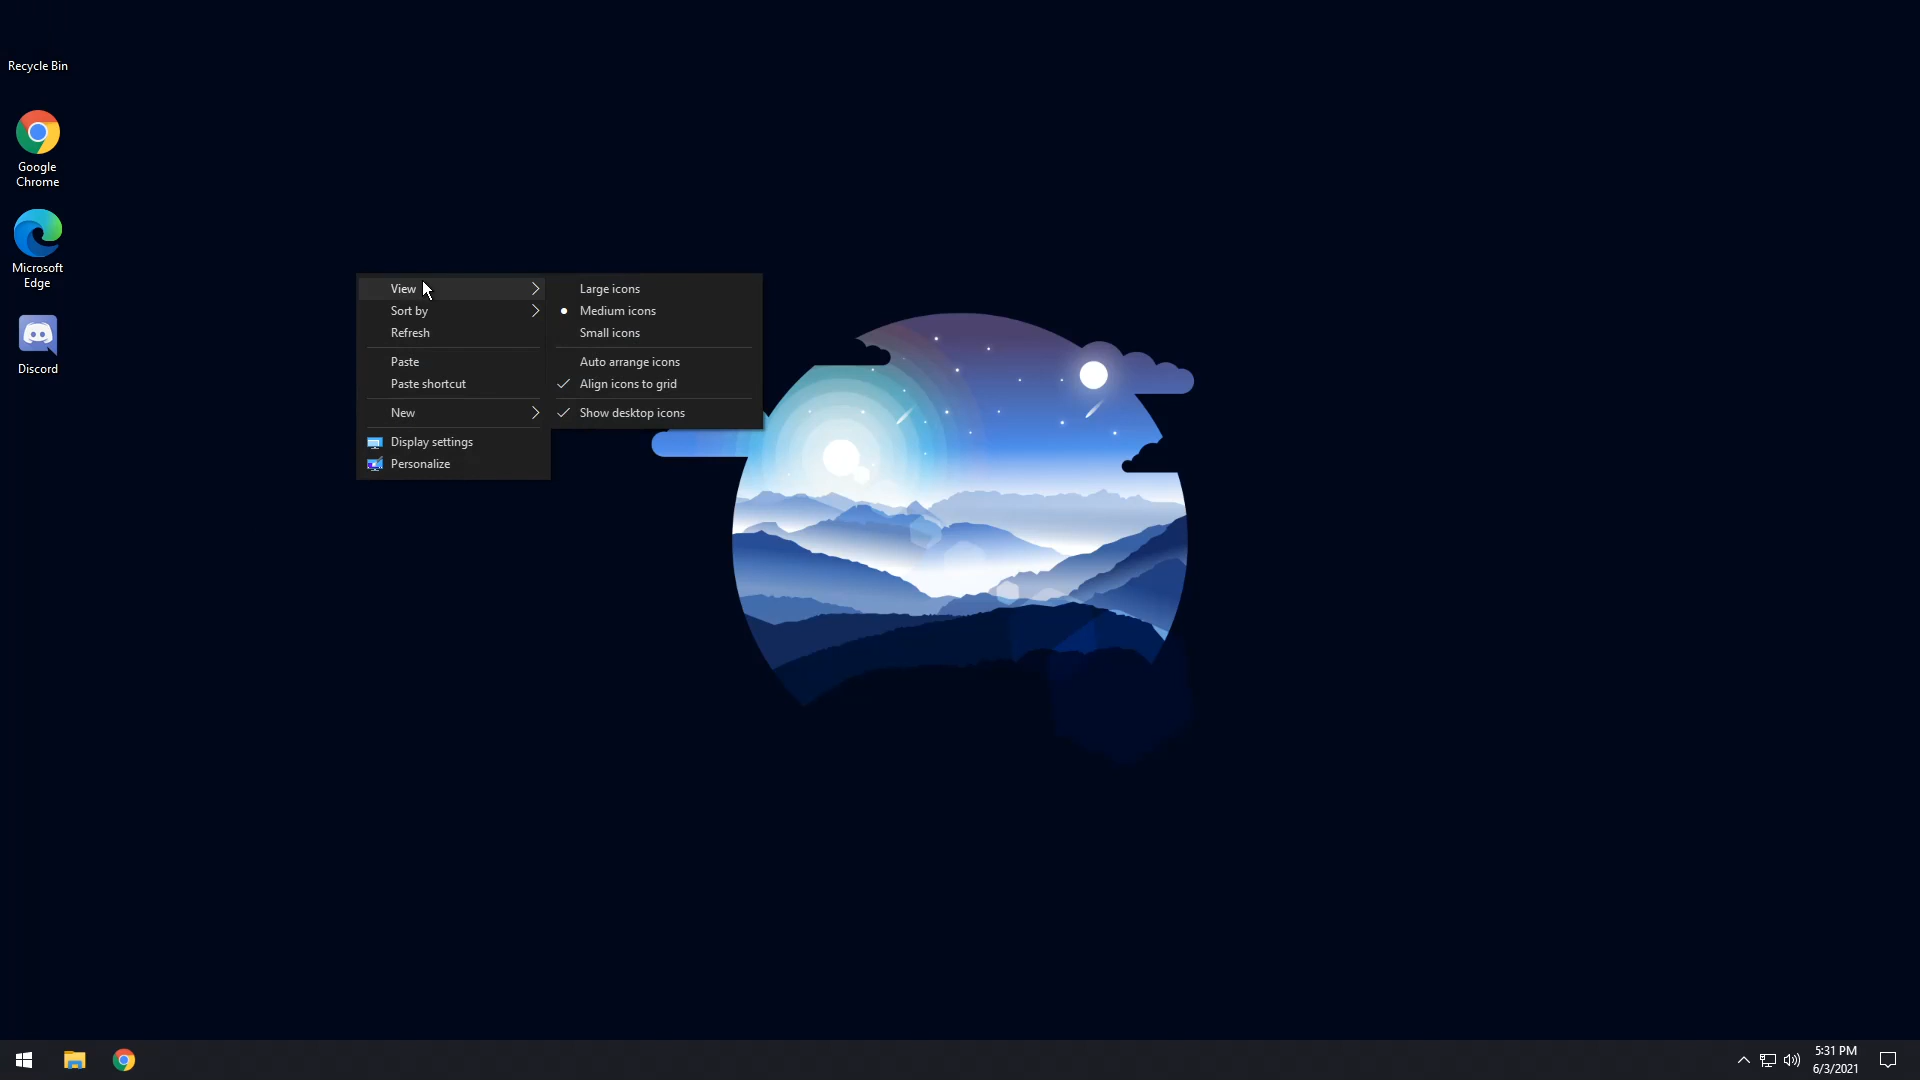 Recycle Bin
Google
Chrome
Microsoft
Edge
Discord
View
Sort by
Refresh
Paste
Paste shortcut
New
Display settings
Personalize
Large icons
Medium icons
Small icons
Auto arrange icons
Align icons to grid
Show desktop icons
5:31 PM
6/3/2021